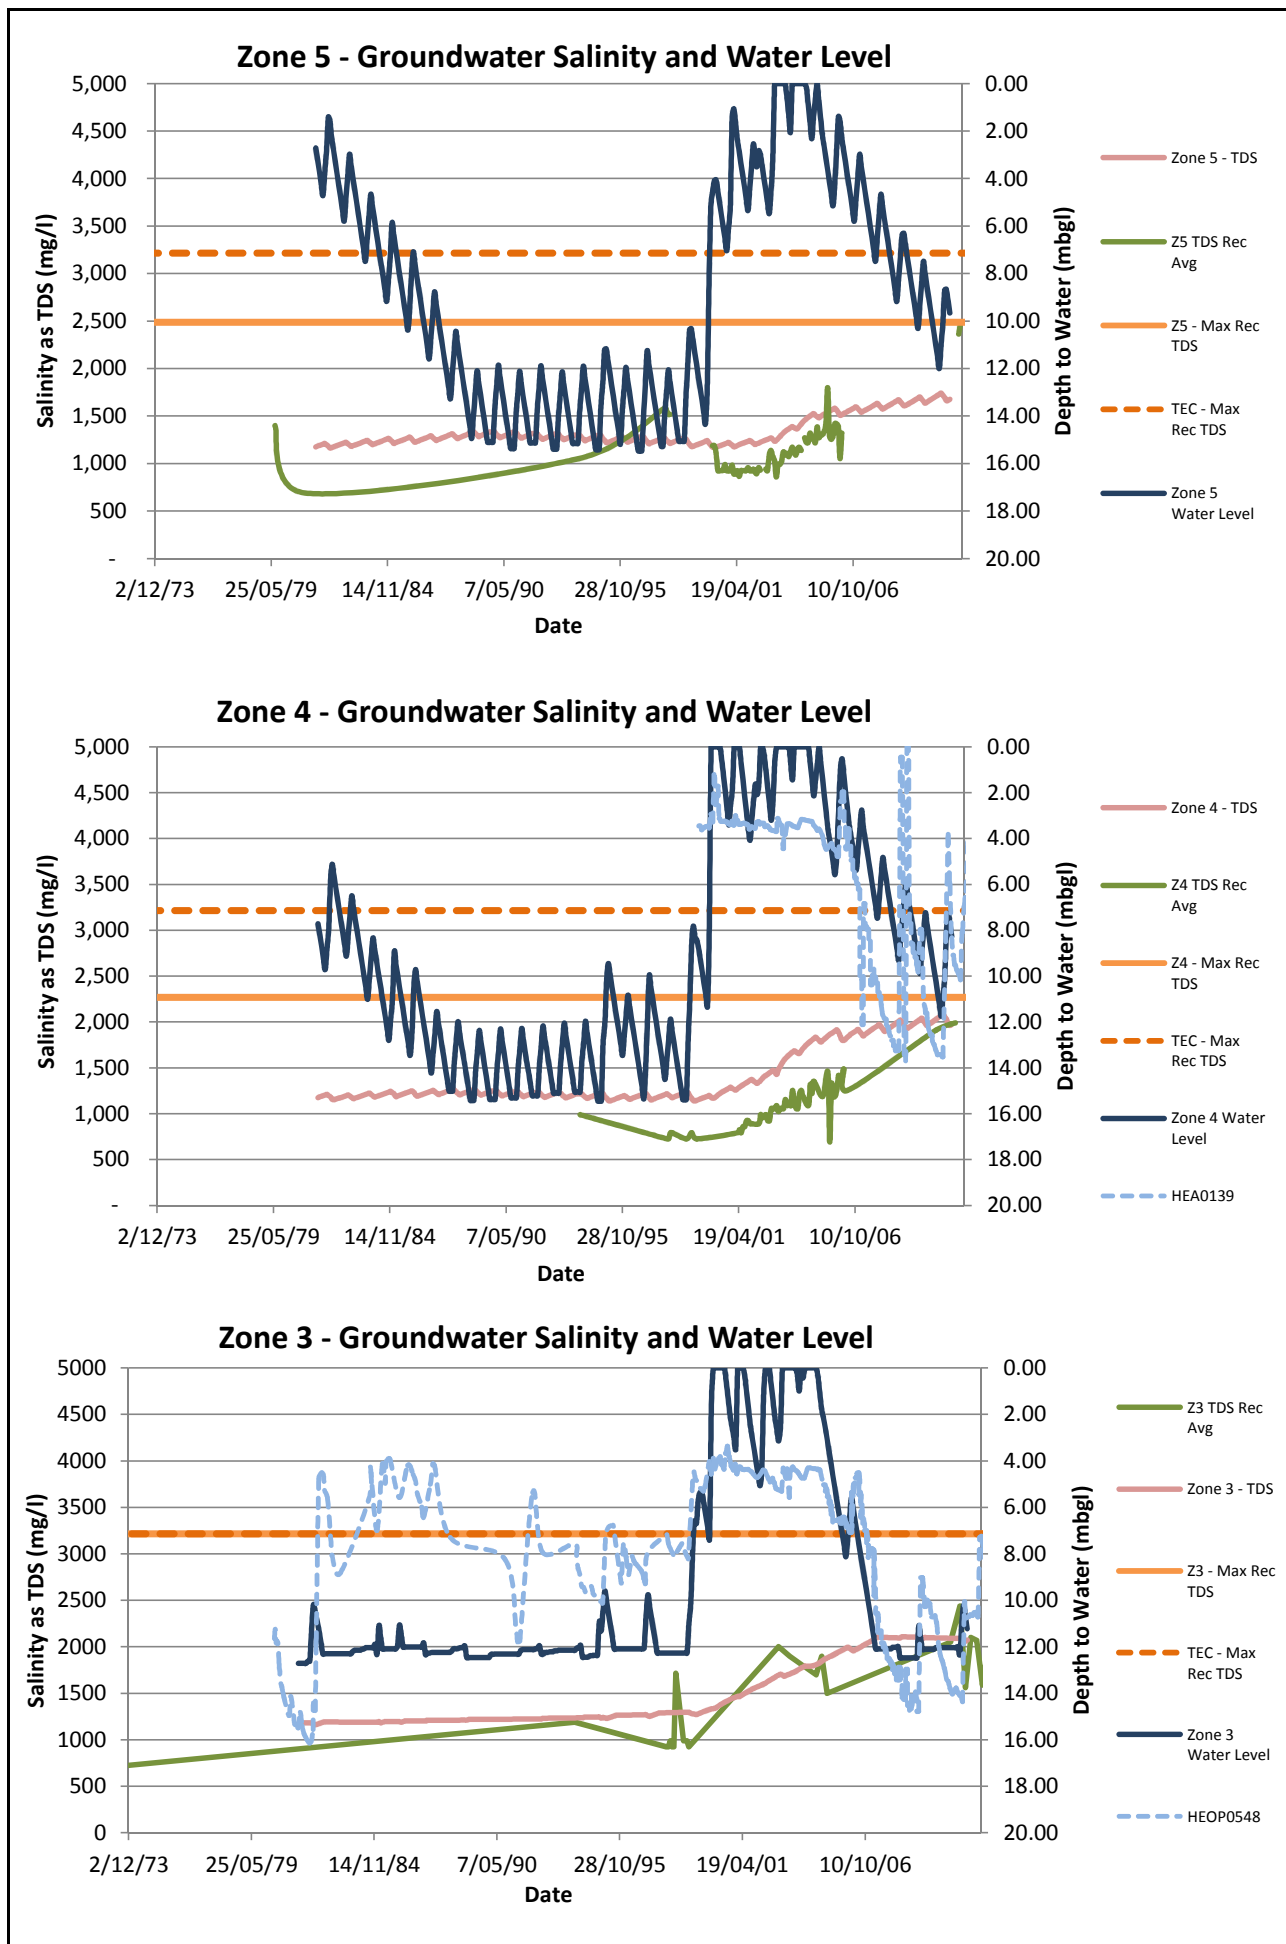 Zone 5 - Groundwater Salinity and Water Level
5,000
4,500
4,000
3,500
3,000
2,500
2,000
1,500
1,000
500
-
Salinity as TDS (mg/l)
0.00
2.00
4.00
6.00
8.00
10.00
12.00
14.00
16.00
18.00
20.00
Depth to Water (mbgl)
2/12/73 25/05/79 14/11/84 7/05/90 28/10/95 19/04/01 10/10/06
Date
Zone 5 - TDS
Z5 TDS Rec
Avg
Z5 - Max Rec
TDS
TEC - Max
Rec TDS
Zone 5
Water Level
Zone 4 - Groundwater Salinity and Water Level
5,000
4,500
4,000
3,500
3,000
2,500
2,000
1,500
1,000
500
-
Salinity as TDS (mg/l)
0.00
2.00
4.00
6.00
8.00
10.00
12.00
14.00
16.00
18.00
20.00
Depth to Water (mbgl)
2/12/73 25/05/79 14/11/84 7/05/90 28/10/95 19/04/01 10/10/06
Date
Zone 4 - TDS
Z4 TDS Rec
Avg
Z4 - Max Rec
TDS
TEC - Max
Rec TDS
Zone 4 Water
Level
HEA0139
Zone 3 - Groundwater Salinity and Water Level
5000
4500
4000
3500
3000
2500
2000
1500
1000
500
0
Salinity as TDS (mg/l)
0.00
2.00
4.00
6.00
8.00
10.00
12.00
14.00
16.00
18.00
20.00
Depth to Water (mbgl)
2/12/73 25/05/79 14/11/84 7/05/90 28/10/95 19/04/01 10/10/06
Date
Z3 TDS Rec
Avg
Zone 3 - TDS
Z3 - Max Rec
TDS
TEC - Max
Rec TDS
Zone 3
Water Level
HEOP0548